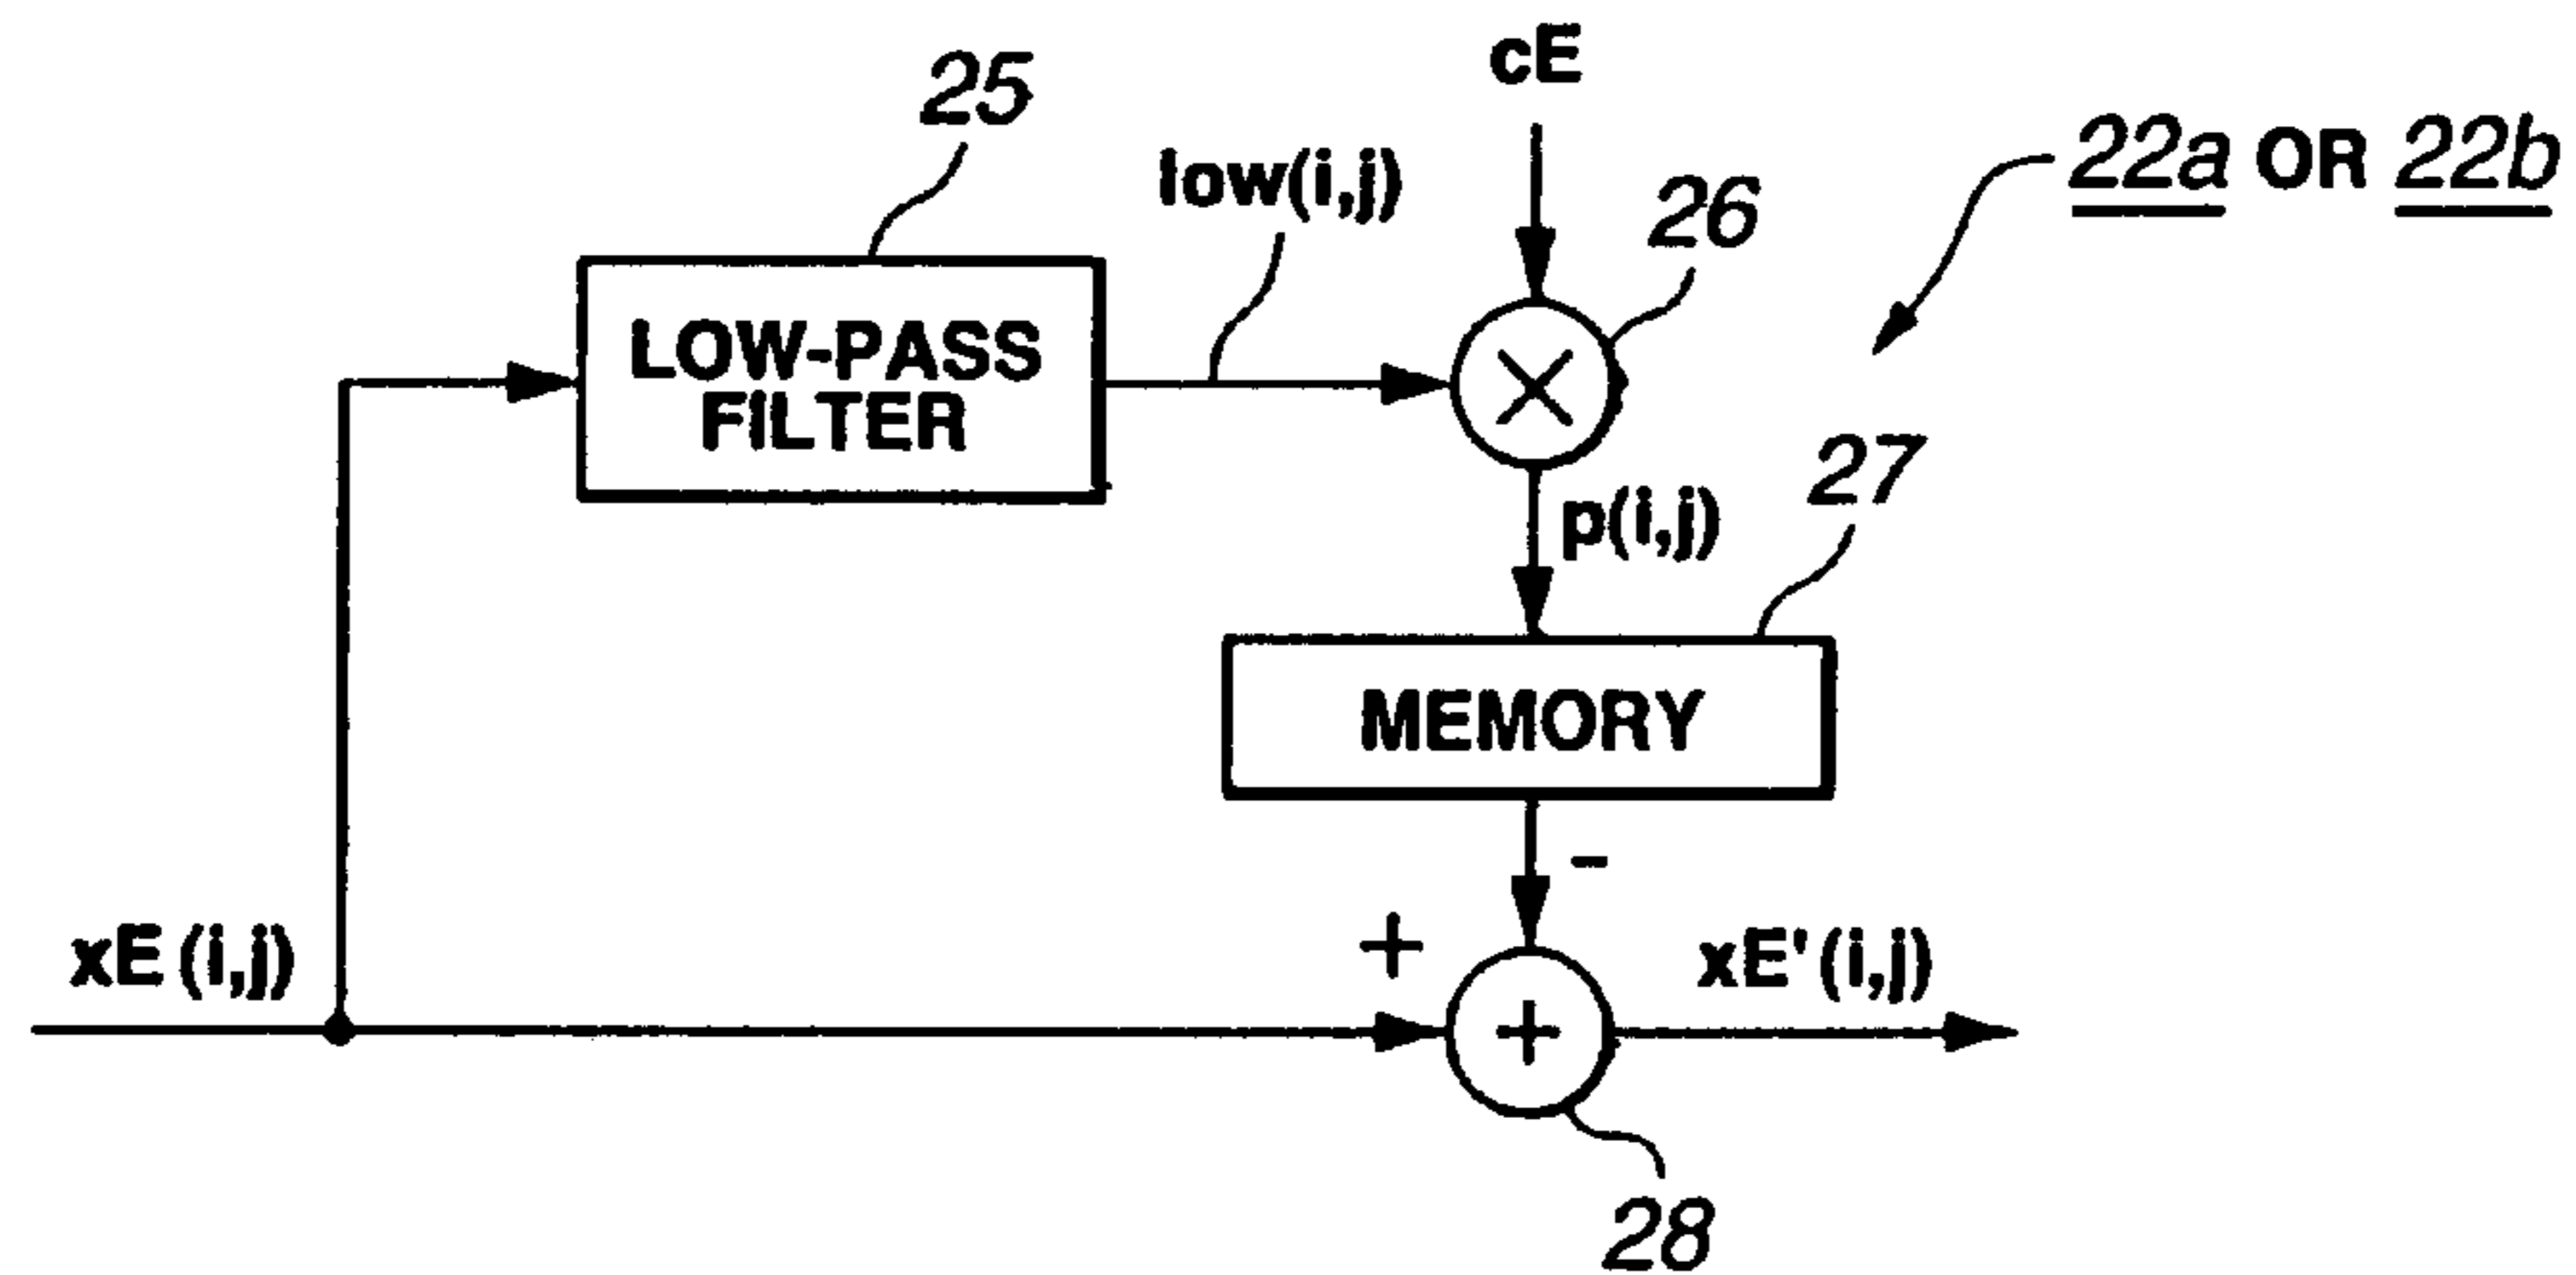 cE
25
22a OR 22b
low(i,j)
26
LOW-PASS
FILTER
27
p(i,j)
MEMORY
-
+
xE (i,j)
xE' (i,j)
+
28